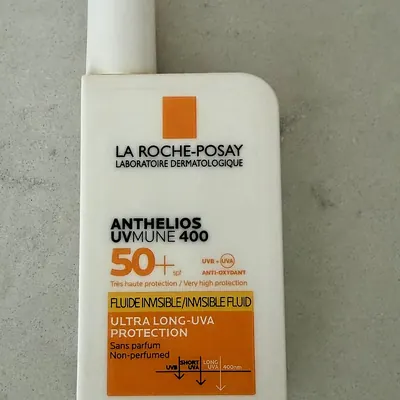 LA ROCHE-POSAY
LABORATOIRE DERMATOLOGIQUE
ANTHELIOS
UVMUNE 400
50+ spf
UVB + UVA
ANTI-OXYDANT
Très haute protection / Very high protection
FLUIDE INVISIBLE/INVISIBLE FLUID
ULTRA LONG-UVA
PROTECTION
Sans parfum
Non-perfumed
UVB
SHORT UVA
LONG UVA
400nm